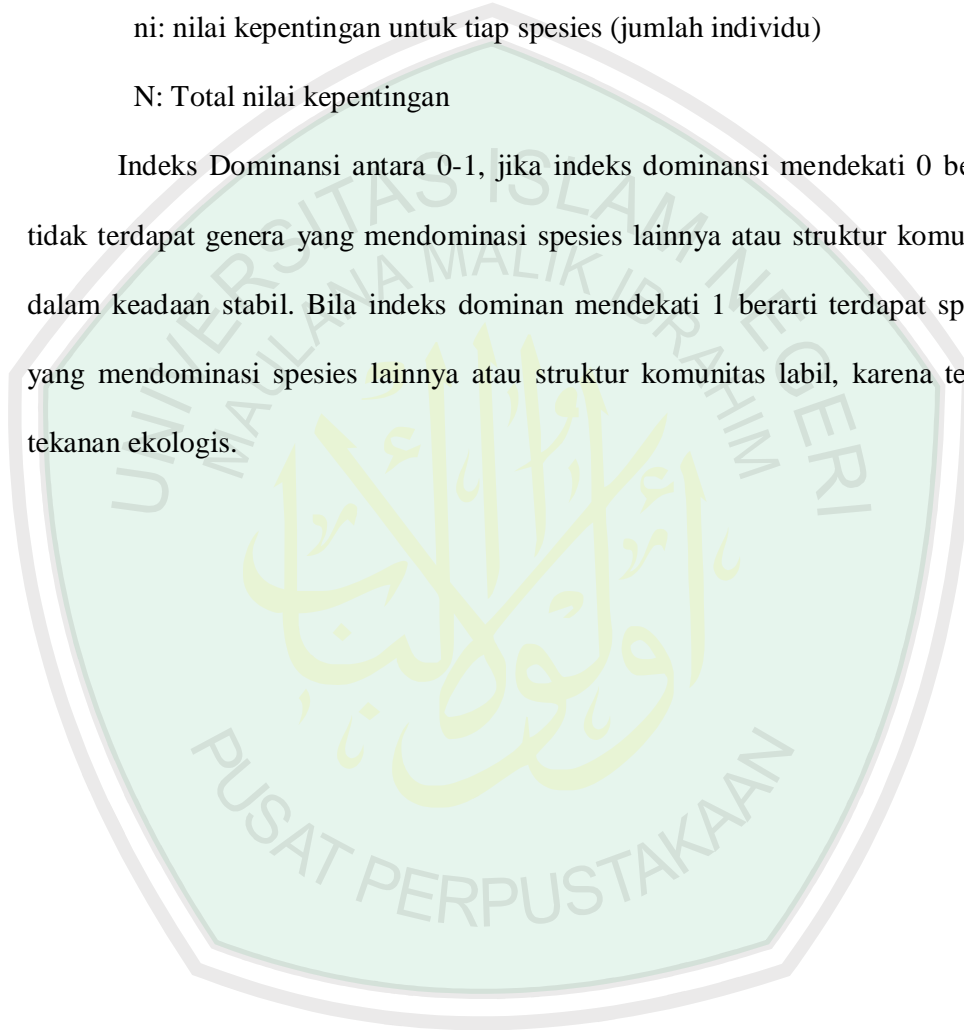 ni: nilai kepentingan untuk tiap spesies (jumlah individu)
N: Total nilai kepentingan
Indeks Dominansi antara 0-1, jika indeks dominansi mendekati 0
tidak terdapat genera yang mendominasi spesies lainnya atau struktur
dalam keadaan stabil. Bila indeks dominan mendekati 1 berarti terdapat
yang mendominasi spesies lainnya atau struktur komunitas labil, karena
tekanan ekologis.
UNIVERSITAS ISLAM NEGERI
MAULANA MALIK IBRAHIM
أولوا الألباب
PUSAT PERPUSTAKAAN